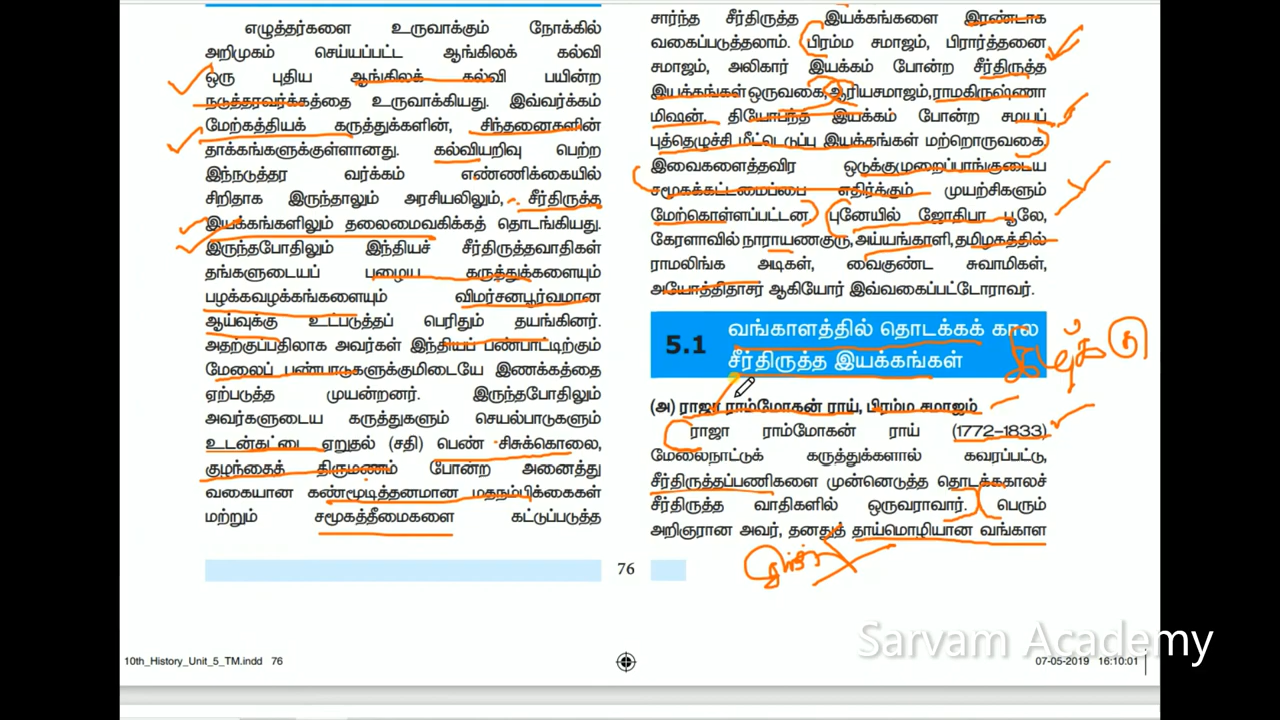 எழுத்தர்களை உருவாக்கும் நோக்கில்
அறிமுகம் செய்யப்பட்ட ஆங்கிலக் கல்வி
ஒரு புதிய ஆங்கிலக் கல்வி பயின்ற
நடுத்தரவர்க்கத்தை உருவாக்கியது. இவ்வர்க்கம்
மேற்கத்தியக் கருத்துக்களின், சிந்தனைகளின்
தாக்கங்களுக்குள்ளானது. கல்வியறிவு பெற்ற
இந்நடுத்தர வர்க்கம் எண்ணிக்கையில்
சிறிதாக இருந்தாலும் அரசியலிலும், சீர்திருத்த
இயக்கங்களிலும் தலைமைவகிக்கத் தொடங்கியது.
இருந்தபோதிலும் இந்தியச் சீர்திருத்தவாதிகள்
தங்களுடையப் பழைய கருத்துக்களையும்
பழக்கவழக்கங்களையும் விமர்சனபூர்வமான
ஆய்வுக்கு உட்படுத்தப் பெரிதும் தயங்கினர்.
அதற்குப்பதிலாக அவர்கள் இந்தியப் பண்பாட்டிற்கும்
மேலைப் பண்பாடுகளுக்குமிடையே இணக்கத்தை
ஏற்படுத்த முயன்றனர். இருந்தபோதிலும்
அவர்களுடைய கருத்துகளும் செயல்பாடுகளும்
உடன்கட்டை ஏறுதல் (சதி) பெண் சிசுக்கொலை,
குழந்தைத் திருமணம் போன்ற அனைத்து
வகையான கண்மூடித்தனமான மதநம்பிக்கைகள்
மற்றும் சமூகத்தீமைகளை கட்டுப்படுத்த
சார்ந்த சீர்திருத்த இயக்கங்களை இரண்டாக
வகைப்படுத்தலாம். பிரம்ம சமாஜம், பிரார்த்தனை
சமாஜம், அலிகார் இயக்கம் போன்ற சீர்திருத்த
இயக்கங்கள் ஒருவகை, ஆரியசமாஜம், ராமகிருஷ்ணா
மிஷன், தியோபந்த் இயக்கம் போன்ற சமயப்
புத்தெழுச்சி மீட்டெடுப்பு இயக்கங்கள் மற்றொருவகை.
இவைகளைத்தவிர ஒடுக்குமுறைப்பாங்குடைய
சமூகக்கட்டமைப்பை எதிர்க்கும் முயற்சிகளும்
மேற்கொள்ளப்பட்டன. புனேயில் ஜோதிபா பூலே,
கேரளாவில் நாராயணகுரு, அய்யங்காளி, தமிழகத்தில்
ராமலிங்க அடிகள், வைகுண்ட சுவாமிகள்,
அயோத்திதாசர் ஆகியோர் இவ்வகைப்பட்டோராவர்.
5.1 வங்காளத்தில் தொடக்கக் கால
சீர்திருத்த இயக்கங்கள்
(அ) ராஜா ராம்மோகன் ராய், பிரம்ம சமாஜம்
ராஜா ராம்மோகன் ராய் (1772–1833)
மேலைநாட்டுக் கருத்துக்களால் கவரப்பட்டு,
சீர்திருத்தப்பணிகளை முன்னெடுத்த தொடக்ககாலச்
சீர்திருத்த வாதிகளில் ஒருவராவார். பெரும்
அறிஞரான அவர், தனதுத் தாய்மொழியான வங்காள
76
Sarvam Academy
10th_History_Unit_5_TM.indd 76
07-05-2019 16:10:01